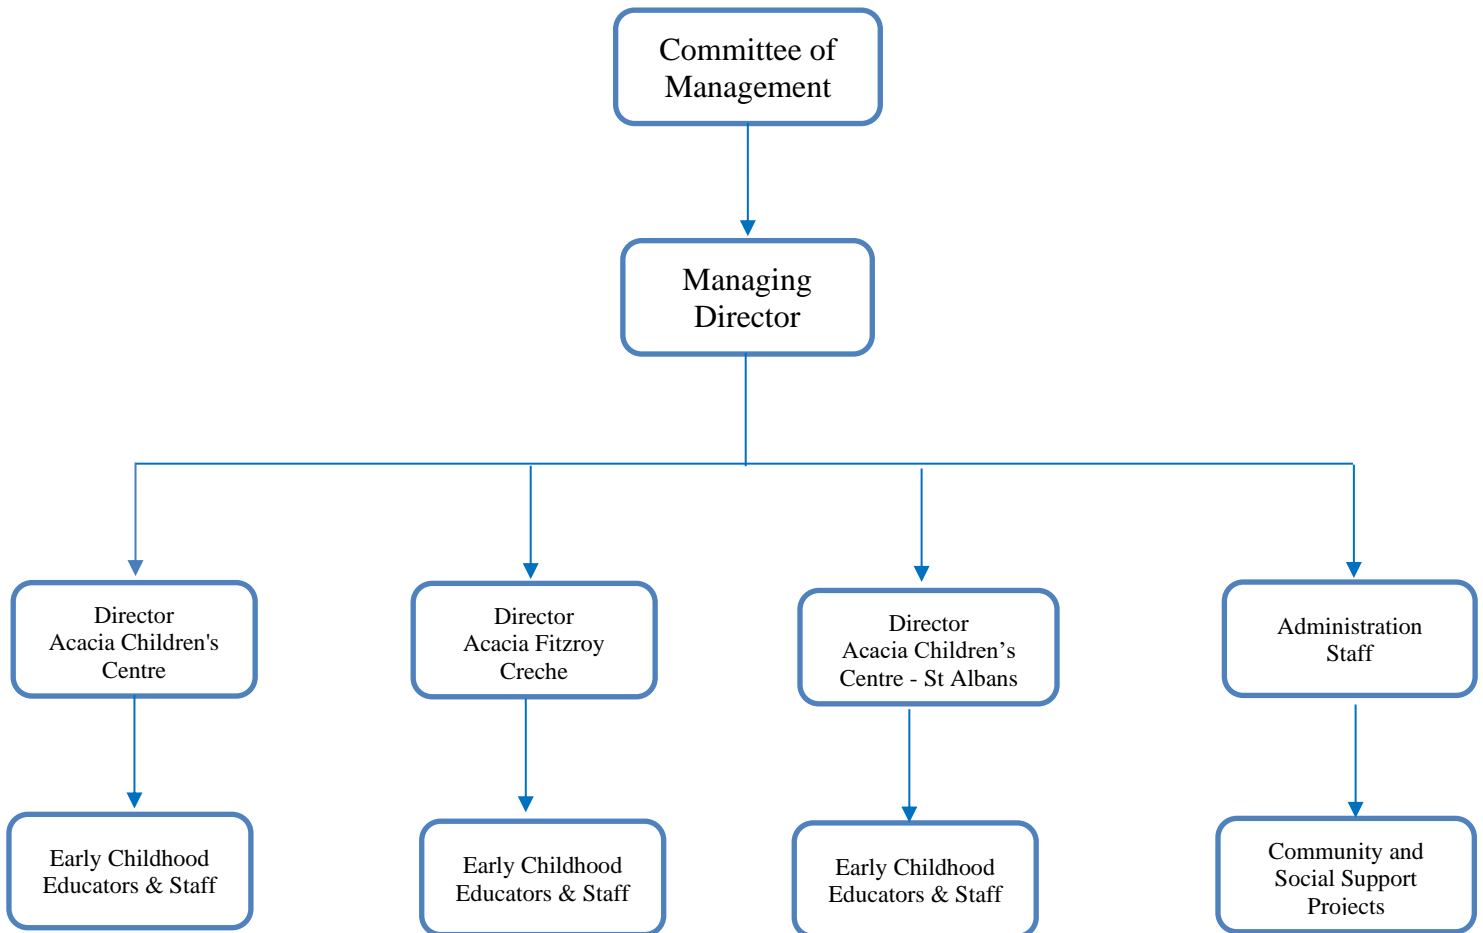 Committee of
Management
Managing
Director
Director
Acacia Children's
Centre
Director
Acacia Fitzroy
Creche
Director
Acacia Children’s
Centre - St Albans
Administration
Staff
Early Childhood
Educators & Staff
Early Childhood
Educators & Staff
Early Childhood
Educators & Staff
Community and
Social Support
Projects